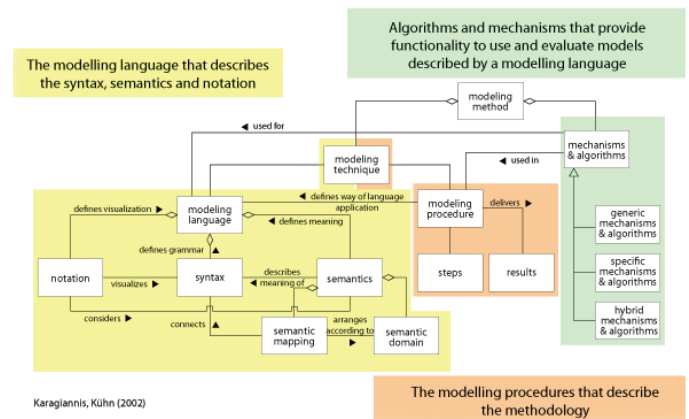 Algorithms and mechanisms that provide
functionality to use and evaluate models
described by a modelling language
The modelling language that describes
the syntax, semantics and notation
modeling
method
◀ used for
mechanisms
& algorithms
modeling
technique
◀ used in
◀ defines way of language
application
modeling
procedure
delivers ▶
defines visualization ▶
modeling
language
◀ defines meaning
defines grammar ▲
generic
mechanisms
& algorithms
notation
visualizes ▶
syntax
describes
◀ meaning of
semantics
steps
results
specific
mechanisms
& algorithms
considers ▶
connects ▲
semantic
mapping
arranges
according to
▶
semantic
domain
hybrid
mechanisms
& algorithms
Karagiannis, Kühn (2002)
The modelling procedures that describe
the methodology